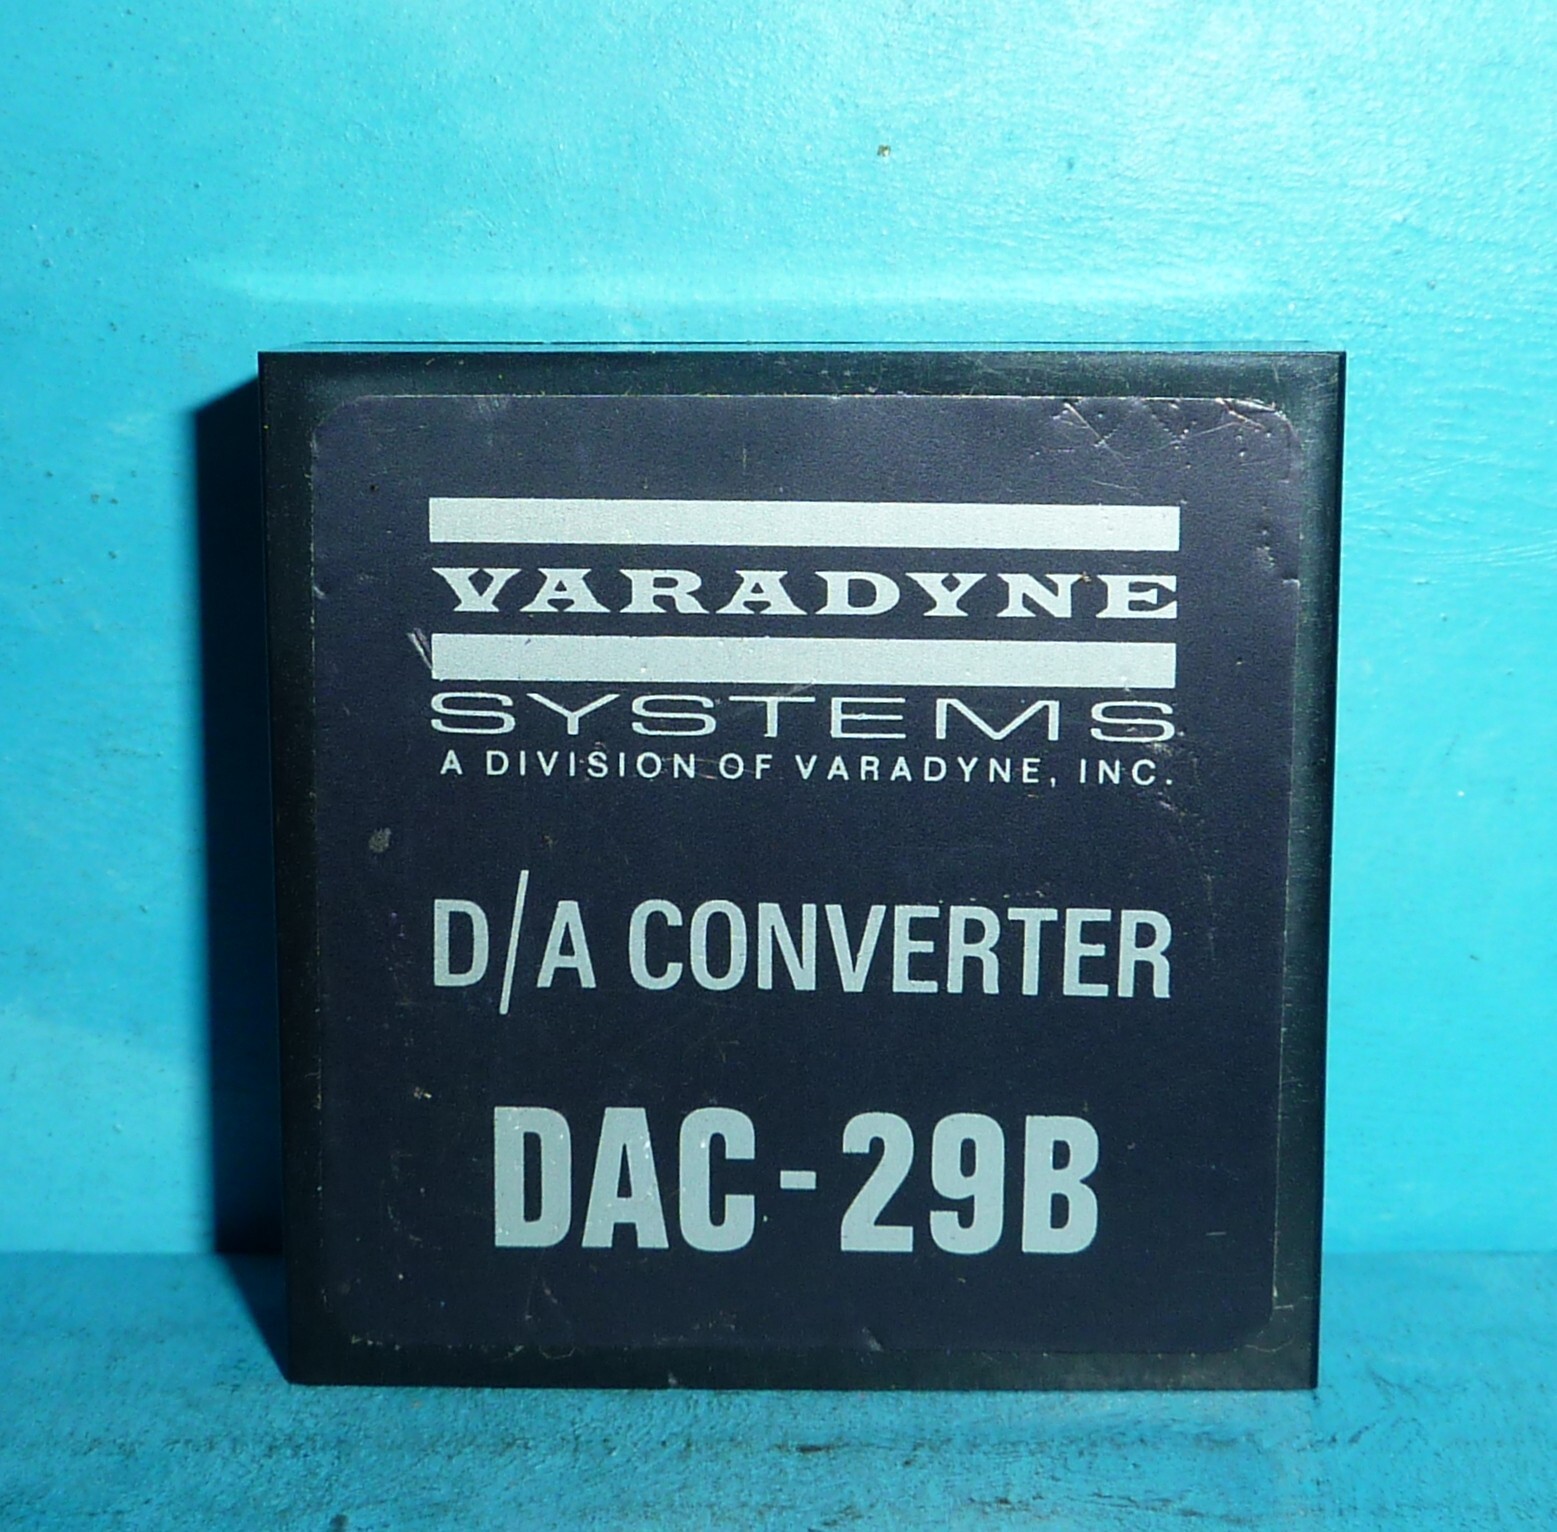 VARADYNE
SYSTEMS
A DIVISION OF VARADYNE, INC.
D/A CONVERTER
DAC-29B